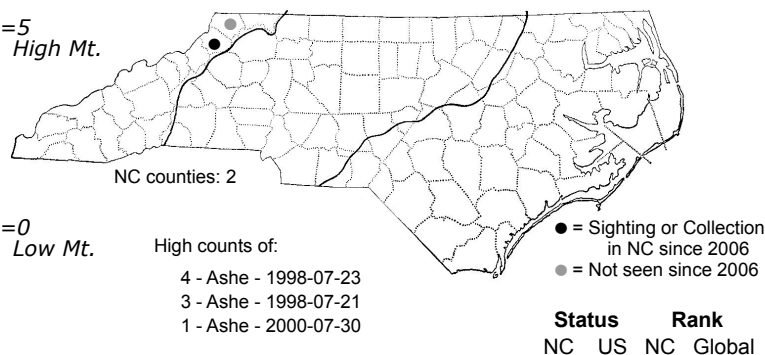 =5
High Mt.
NC counties: 2
=0
Low Mt.
High counts of:
4 - Ashe - 1998-07-23
3 - Ashe - 1998-07-21
1 - Ashe - 2000-07-30
● = Sighting or Collection
in NC since 2006
● = Not seen since 2006
Status Rank
NC US NC Global